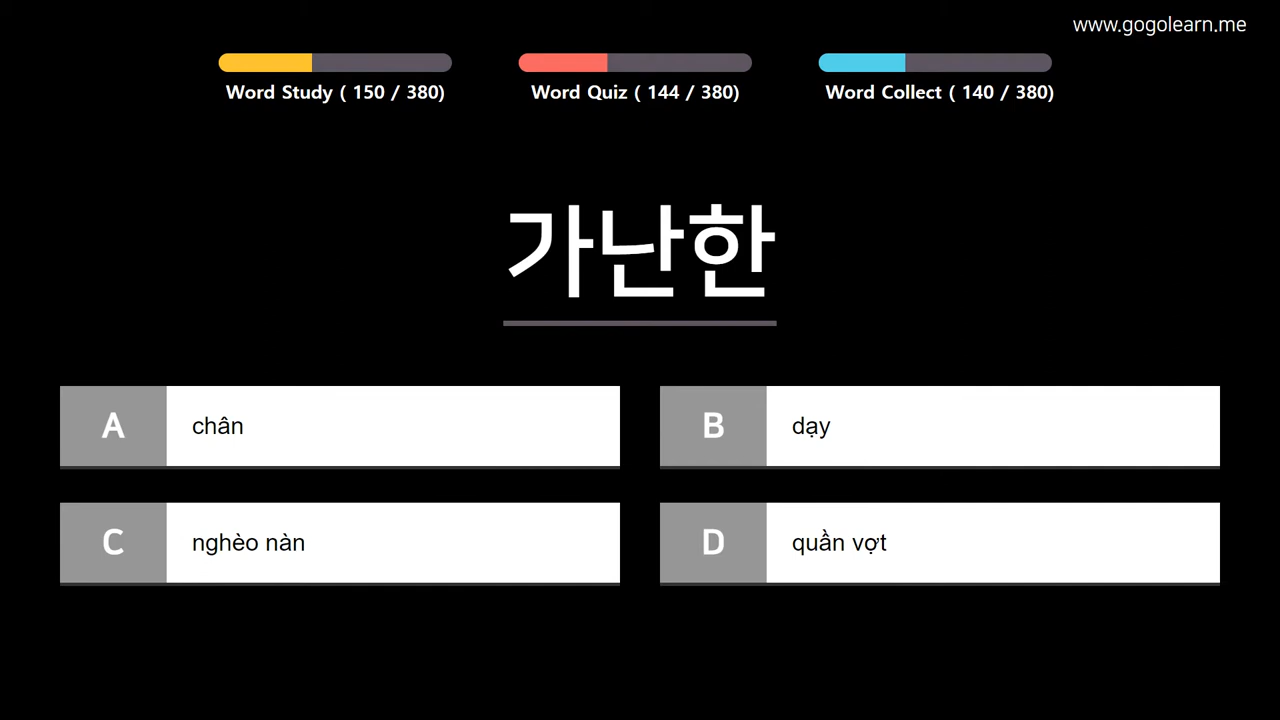 www.gogolearn.me
Word Study ( 150 / 380)
Word Quiz ( 144 / 380)
Word Collect ( 140 / 380)
가난한
A chân
B dạy
C nghèo nàn
D quần vợt